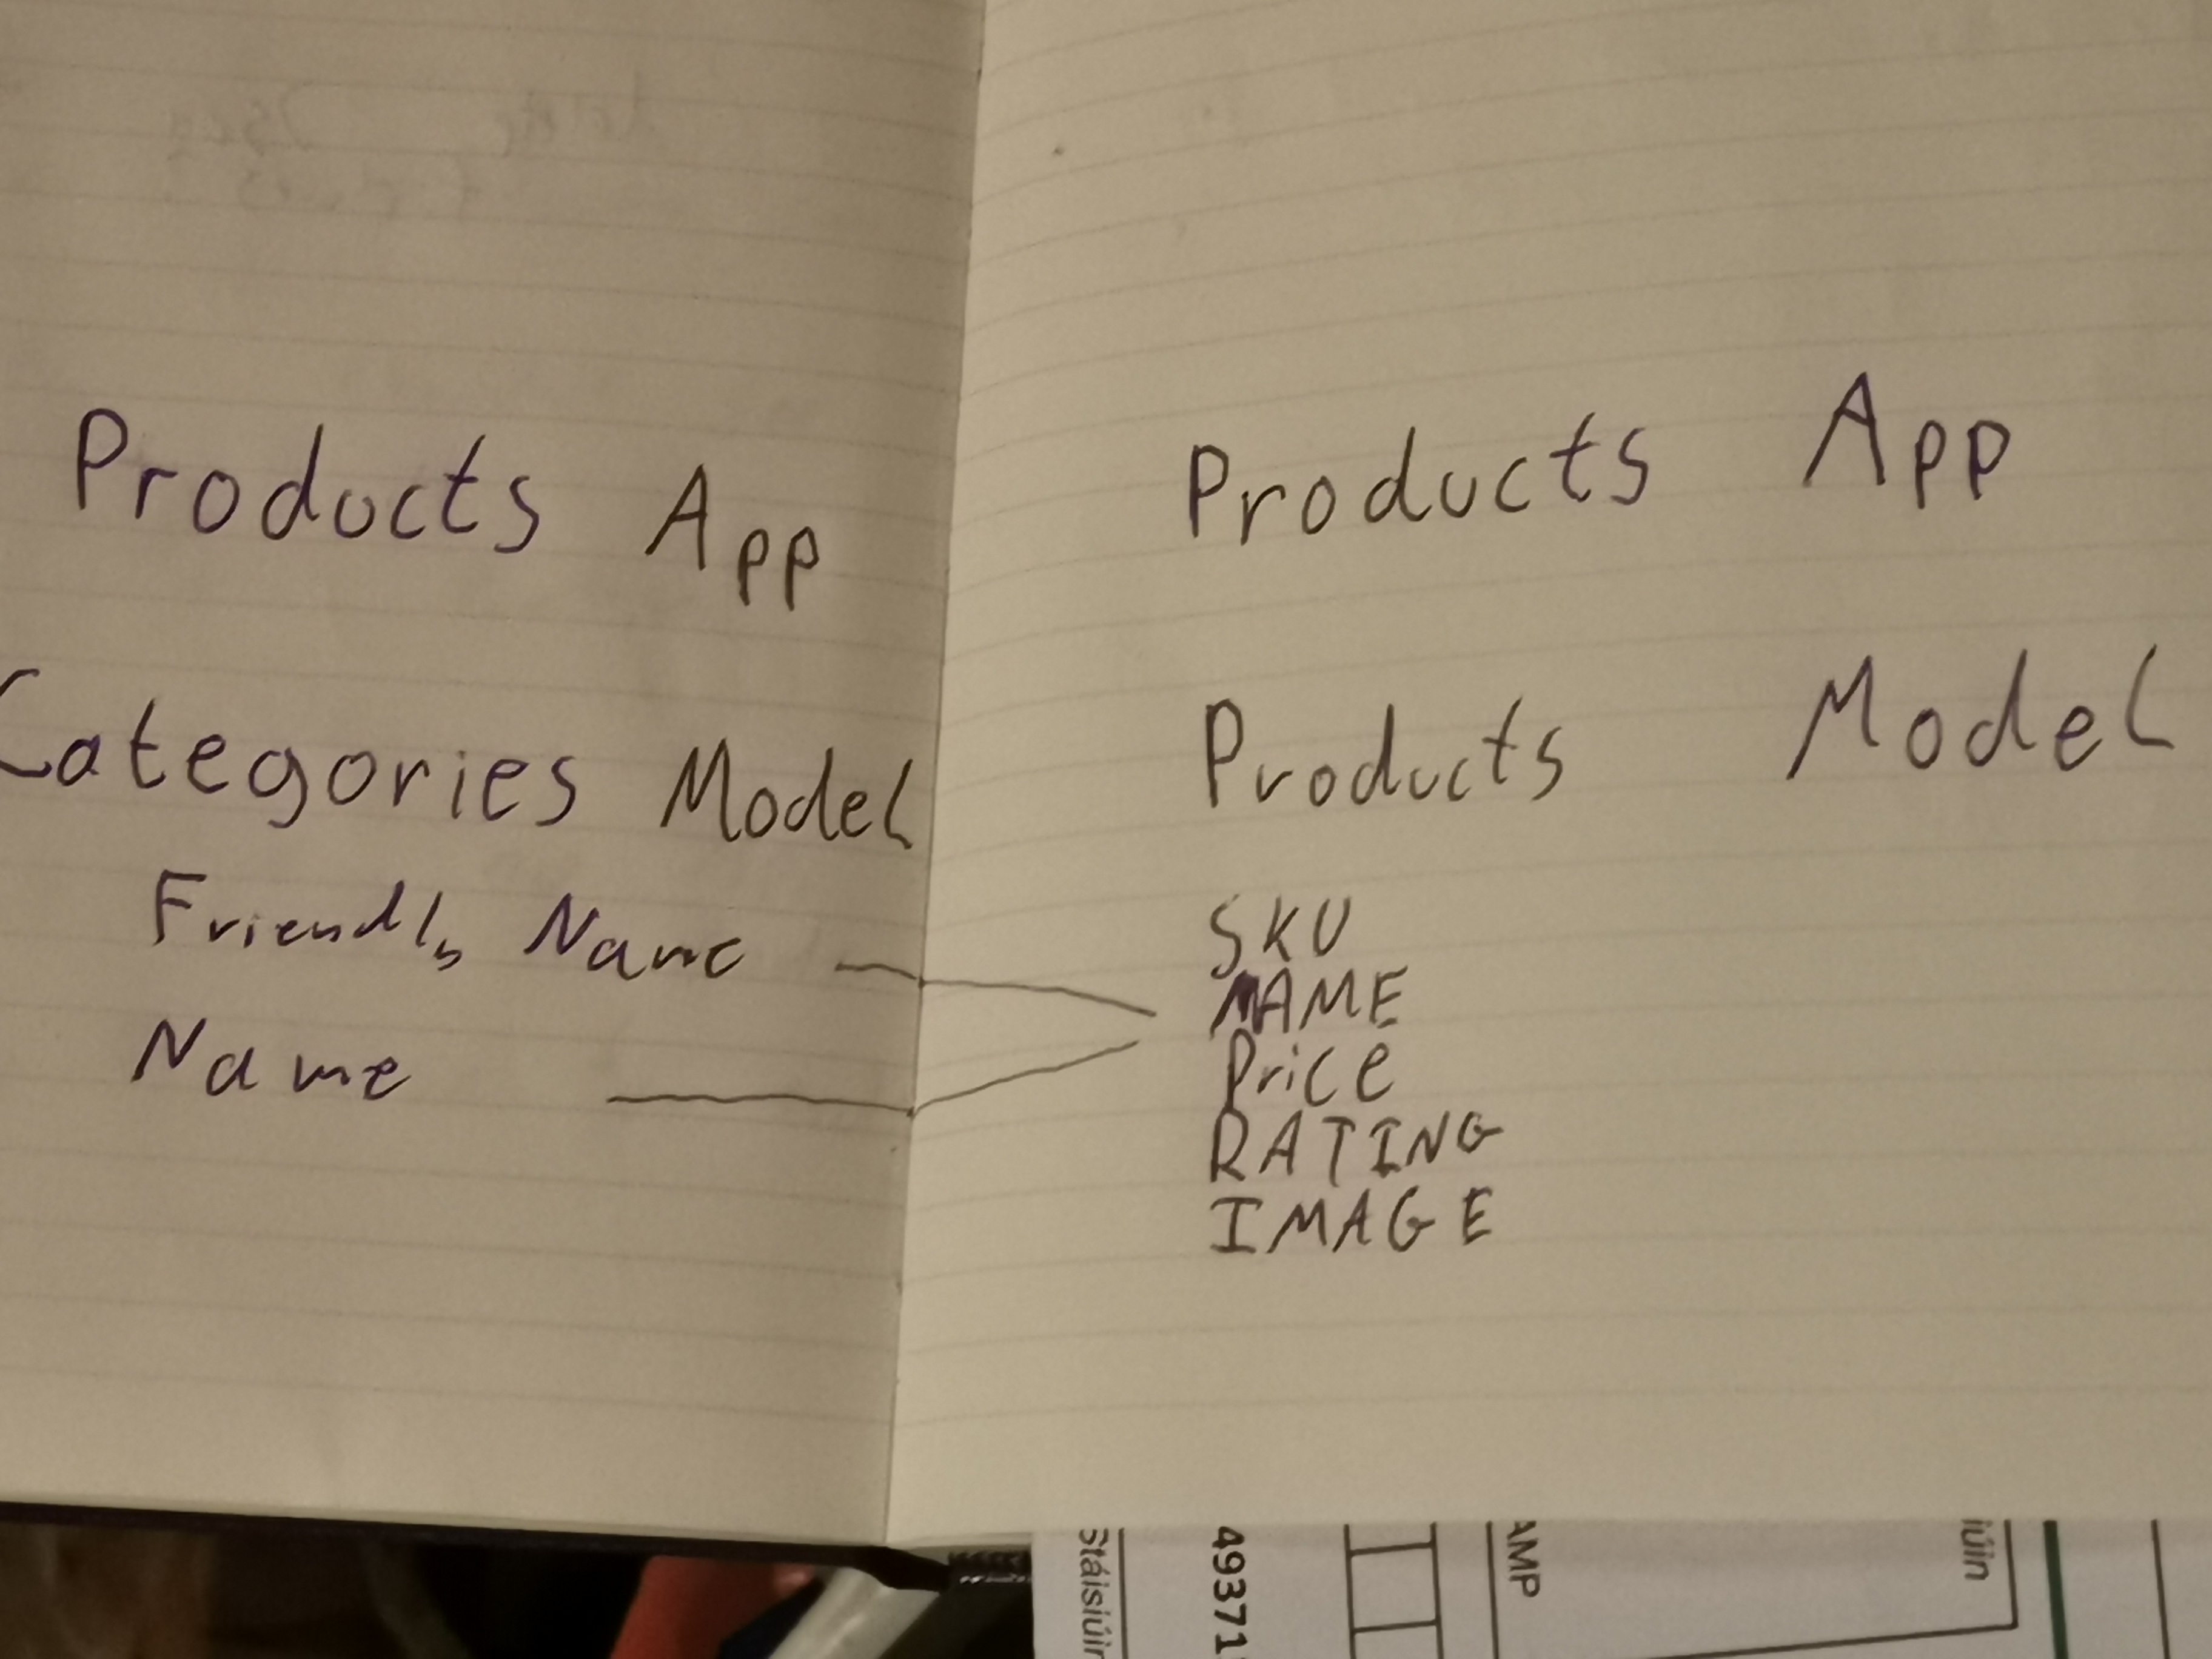 Products App
Categories Model
Friendly Name
Name
Products App
Products Model
SKU
NAME
Price
RATING
IMAGE
Stáisiúin
49371
AMP
iúin